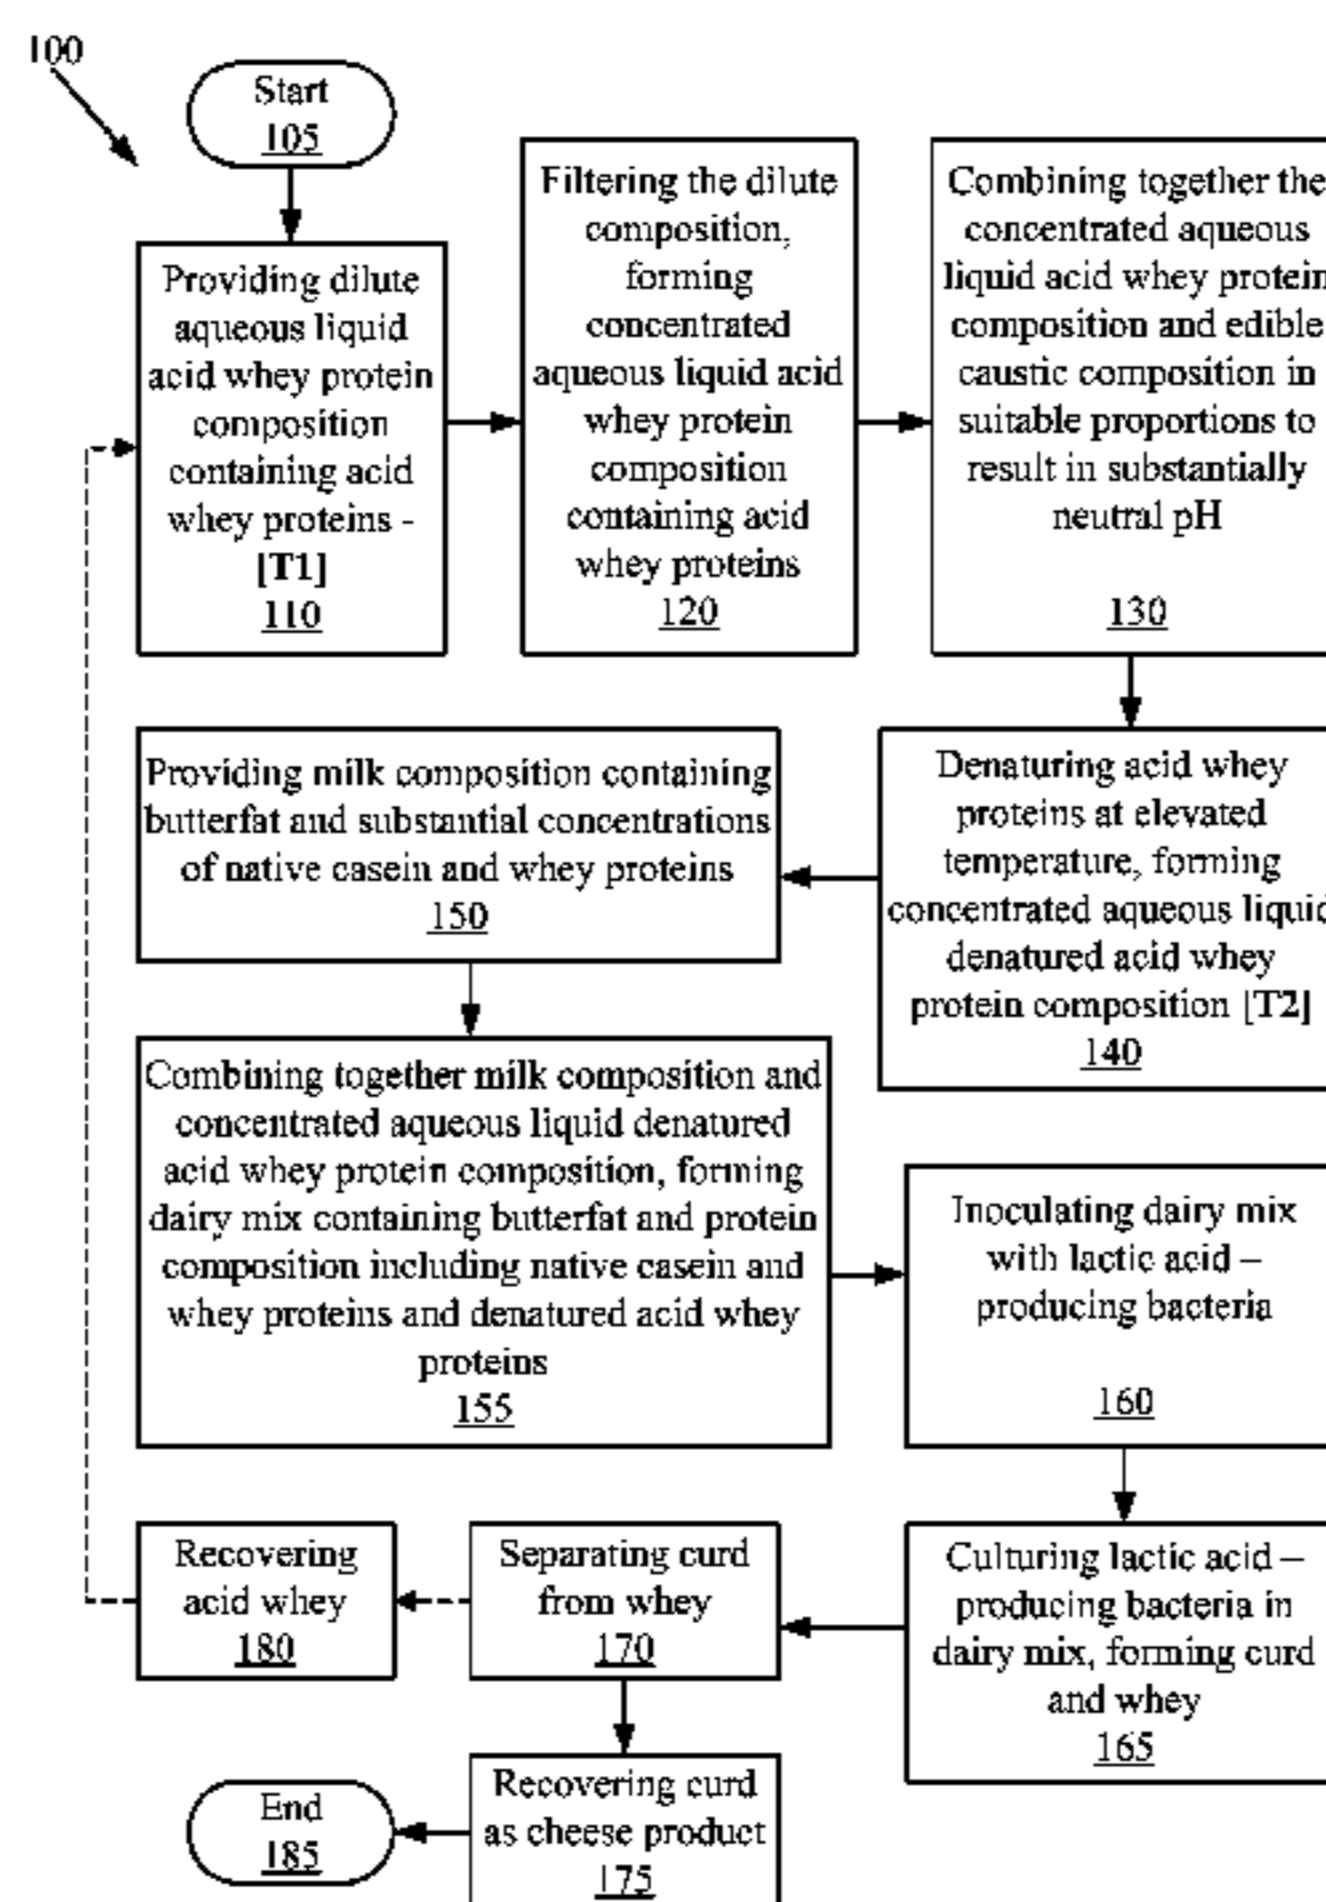 100
Start
105
Providing dilute
aqueous liquid
acid whey protein
composition
containing acid
whey proteins -
[T1]
110
Filtering the dilute
composition,
forming
concentrated
aqueous liquid acid
whey protein
composition
containing acid
whey proteins
120
Combining together the
concentrated aqueous
liquid acid whey protein
composition and edible
caustic composition in
suitable proportions to
result in substantially
neutral pH
130
Denaturing acid whey
proteins at elevated
temperature, forming
concentrated aqueous liquid
denatured acid whey
protein composition [T2]
140
Providing milk composition containing
butterfat and substantial concentrations
of native casein and whey proteins
150
Combining together milk composition and
concentrated aqueous liquid denatured
acid whey protein composition, forming
dairy mix containing butterfat and protein
composition including native casein and
whey proteins and denatured acid whey
proteins
155
Inoculating dairy mix
with lactic acid –
producing bacteria
160
Culturing lactic acid –
producing bacteria in
dairy mix, forming curd
and whey
165
Separating curd
from whey
170
Recovering
acid whey
180
Recovering curd
as cheese product
175
End
185